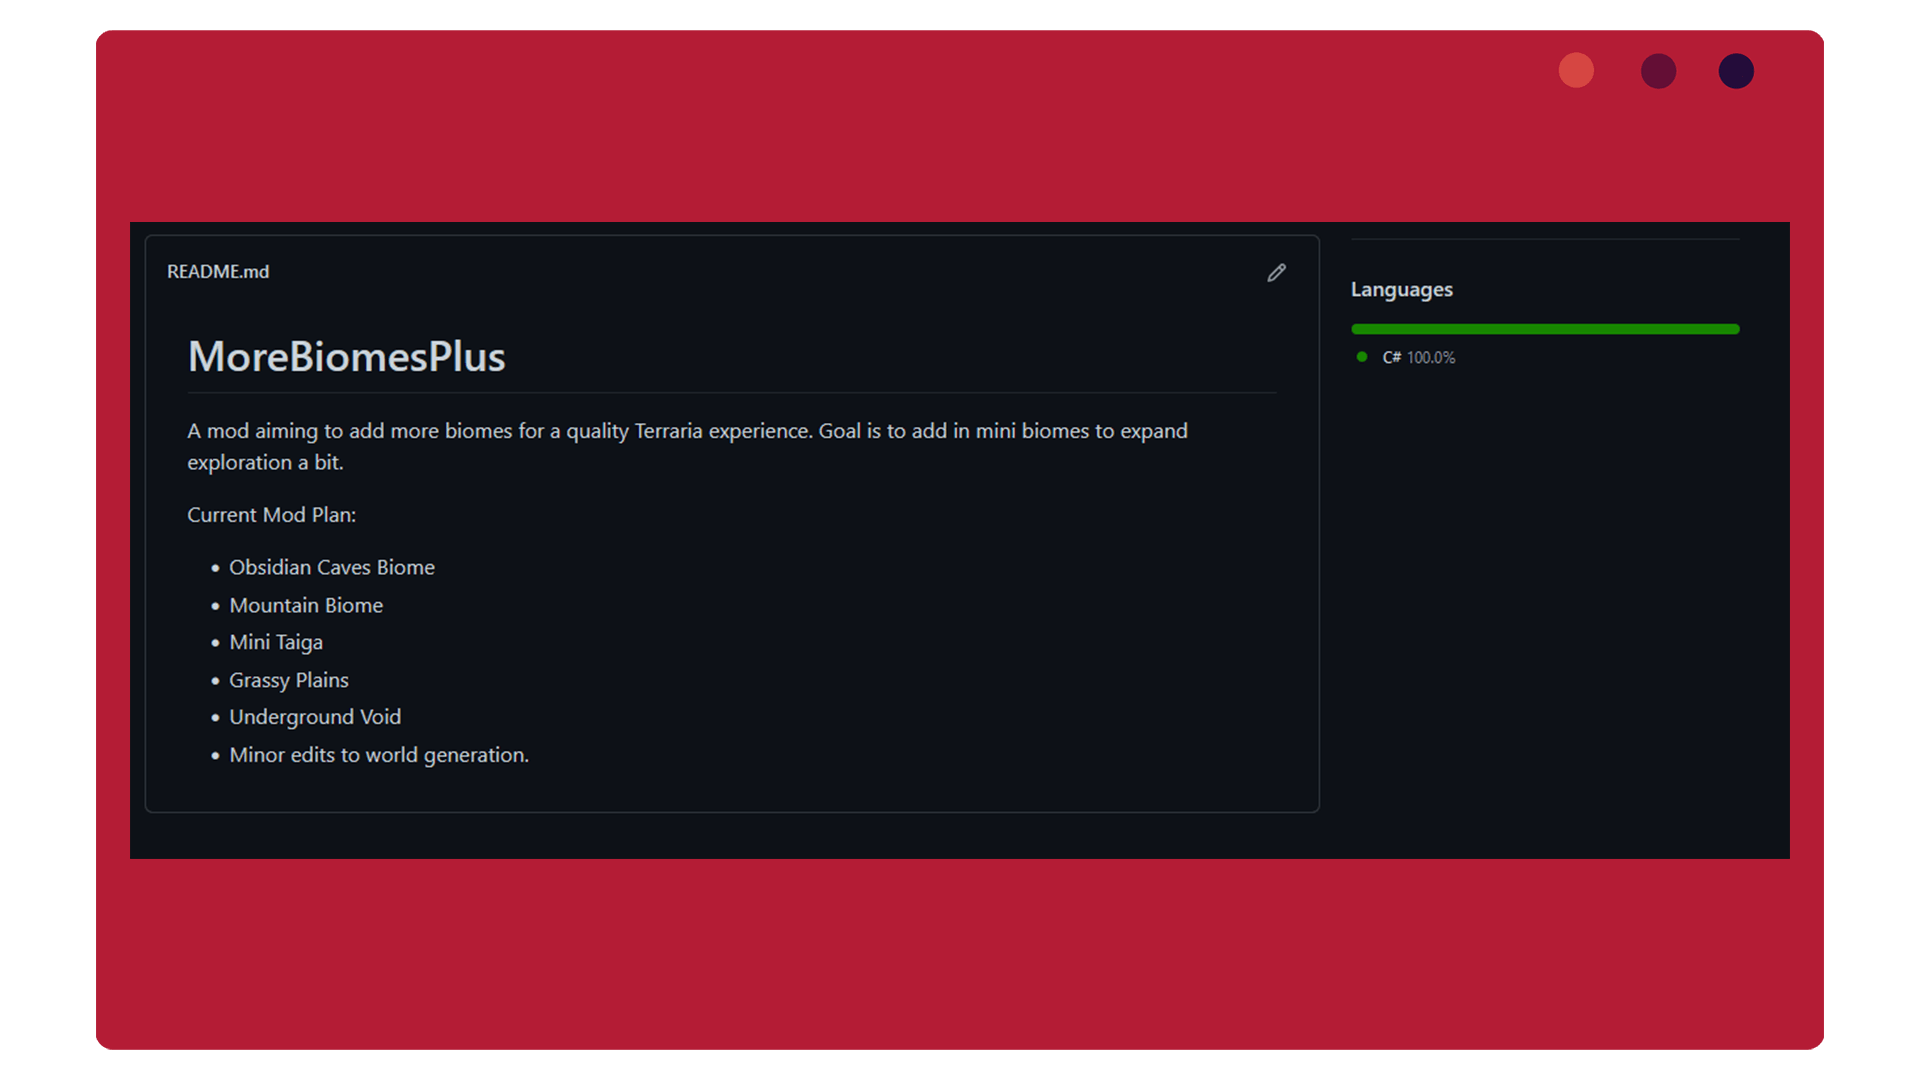 README.md
MoreBiomesPlus
A mod aiming to add more biomes for a quality Terraria experience. Goal is to add in mini biomes to expand
exploration a bit.
Current Mod Plan:
• Obsidian Caves Biome
• Mountain Biome
• Mini Taiga
• Grassy Plains
• Underground Void
• Minor edits to world generation.
Languages
C# 100.0%